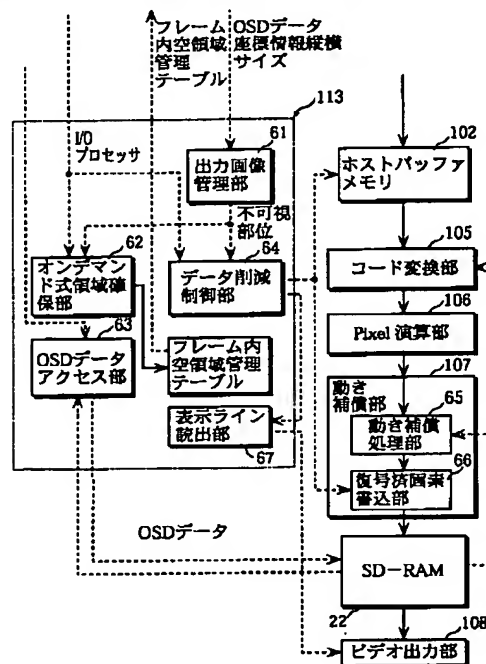 フレーム
内空領域
管理
テーブル
OSDデータ
座標情報縦横
サイズ
113
I/O
プロセッサ
61
出力画像
管理部
不可視
部位
62
オンデマン
ド式領域確
保部
64
データ削減
制御部
63
OSDデータ
アクセス部
フレーム内
空領域管理
テーブル
表示ライン
読出部
67
OSDデータ
102
ホストバッファ
メモリ
105
コード変換部
106
Pixel 演算部
107
動き
補償部
65
動き補償
処理部
66
復号済画素
書込部
SD-RAM
22
108
ビデオ出力部